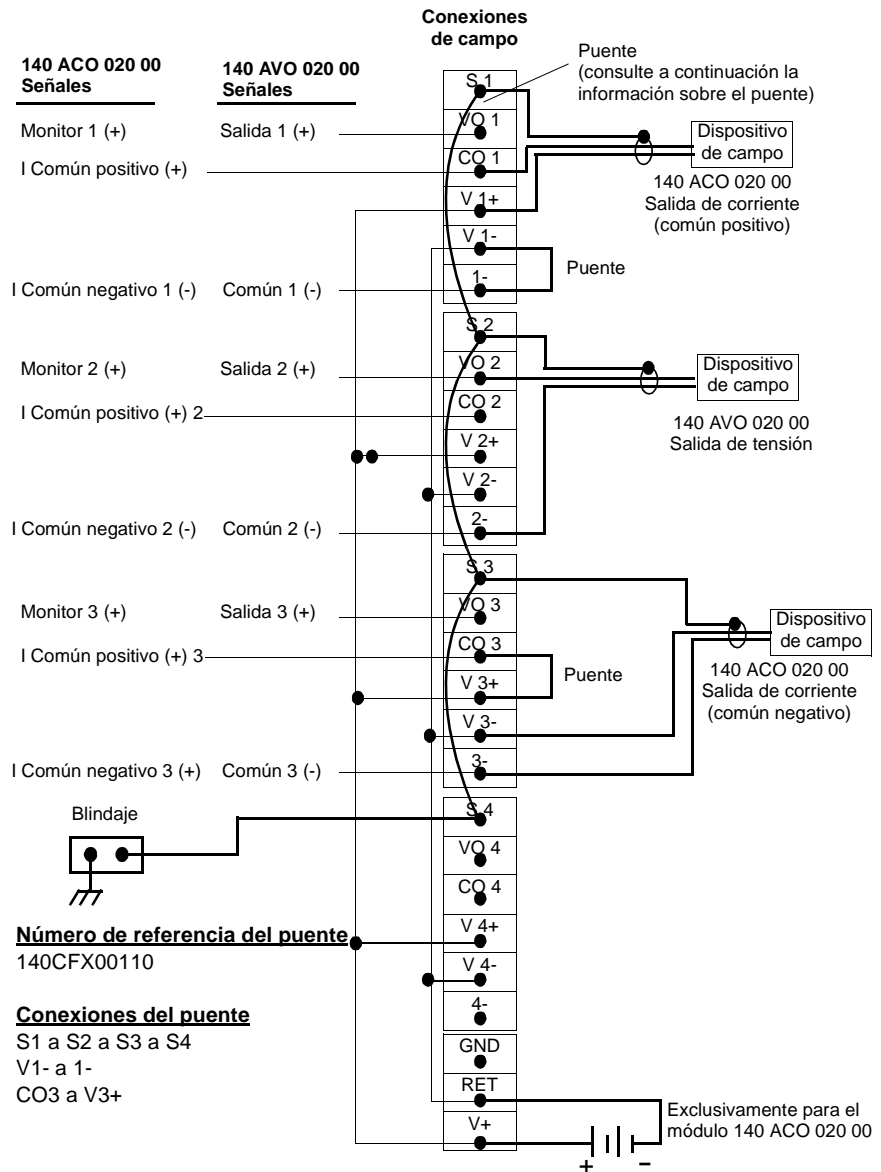 Conexiones
de campo
140 ACO 020 00
Señales
140 AVO 020 00
Señales
Puente
(consulte a continuación la
información sobre el puente)
S 1
Monitor 1 (+)
Salida 1 (+)
VO 1
Dispositivo
de campo
I Común positivo (+)
CO 1
140 ACO 020 00
Salida de corriente
(común positivo)
V 1+
V 1-
Puente
I Común negativo 1 (-)
Común 1 (-)
1-
S 2
Monitor 2 (+)
Salida 2 (+)
VO 2
Dispositivo
de campo
I Común positivo (+) 2
CO 2
140 AVO 020 00
Salida de tensión
V 2+
V 2-
I Común negativo 2 (-)
Común 2 (-)
2-
S 3
Monitor 3 (+)
Salida 3 (+)
VO 3
Dispositivo
de campo
I Común positivo (+) 3
CO 3
Puente
140 ACO 020 00
Salida de corriente
(común negativo)
V 3+
V 3-
I Común negativo 3 (+)
Común 3 (-)
3-
Blindaje
S 4
VO 4
CO 4
V 4+
V 4-
4-
GND
RET
V+
Número de referencia del puente
140CFX00110
Conexiones del puente
S1 a S2 a S3 a S4
V1- a 1-
CO3 a V3+
Exclusivamente para el
módulo 140 ACO 020 00
+ -